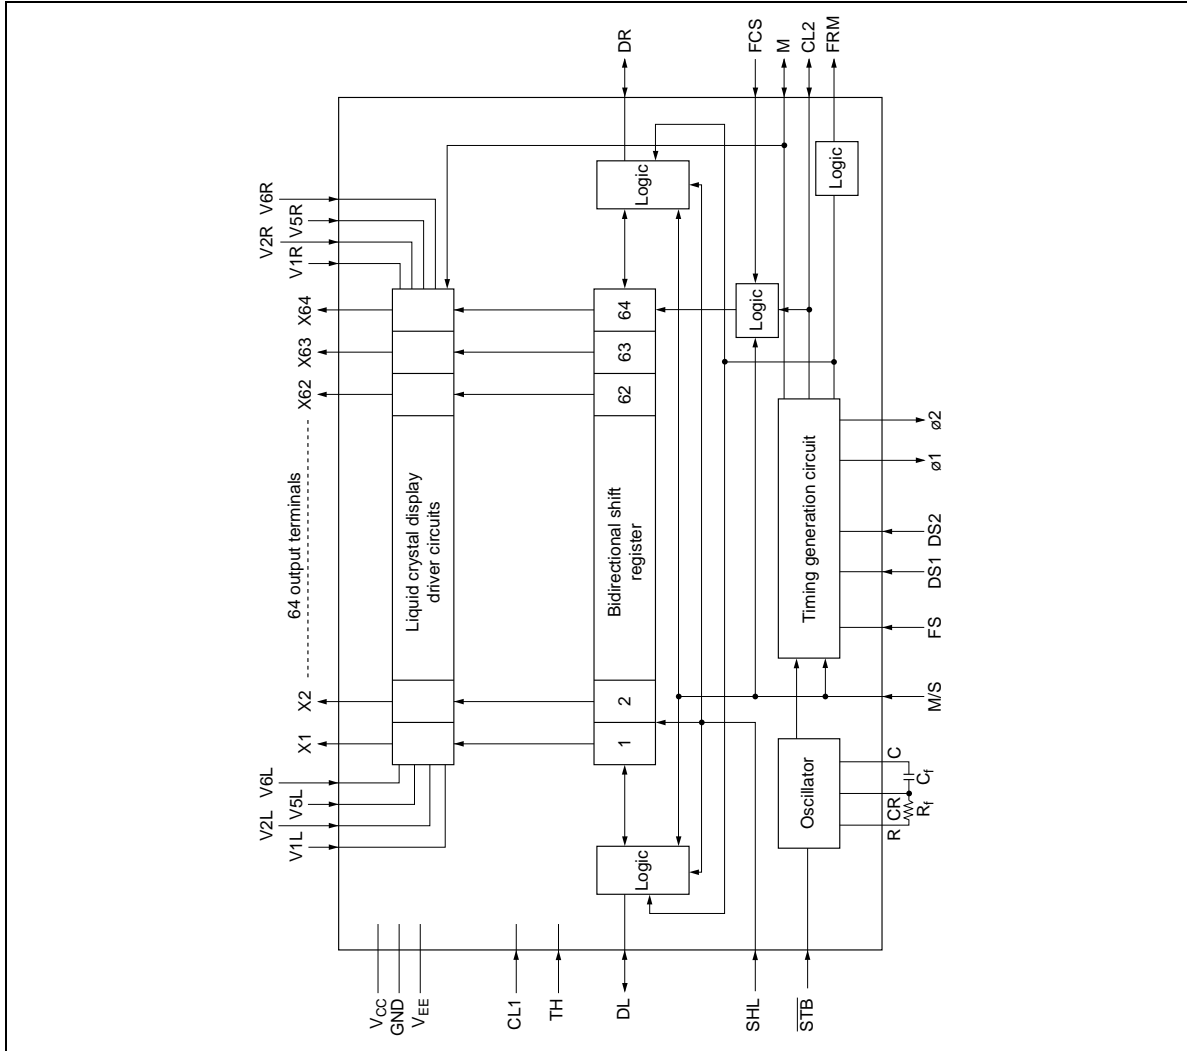 DR
FCS
M
CL2
FRM
Logic
Logic
V6R
V5R
V2R
V1R
X64
X63
X62
64
63
62
Logic
64 output terminals
Liquid crystal display
driver circuits
Bidirectional shift
register
Timing generation circuit
ø2
ø1
DS2
DS1
FS
M/S
X2
X1
2
1
V6L
V5L
V2L
V1L
Logic
Oscillator
C
CR
R
Cf
Rf
VCC
GND
VEE
CL1
TH
DL
SHL
STB